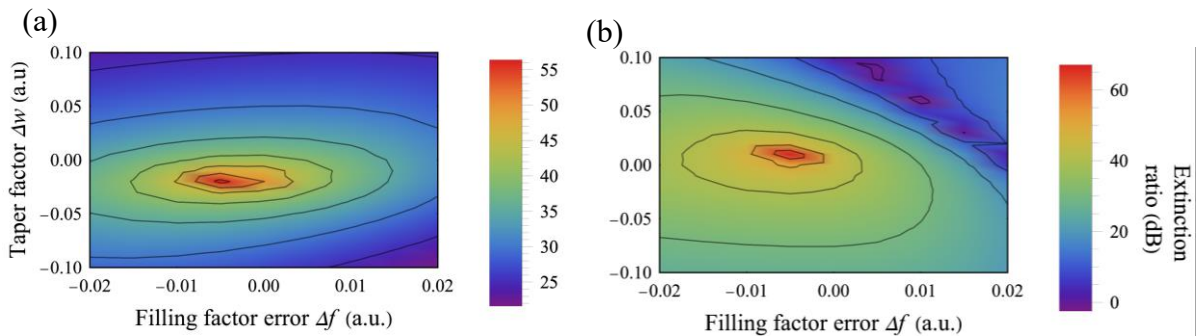 (a)
0.10
0.05
0.00
−0.05
−0.10
Taper factor Δw (a.u)
−0.02 −0.01 0.00 0.01 0.02
Filling factor error Δf (a.u.)
55
50
45
40
35
30
25
(b)
0.10
0.05
0.00
−0.05
−0.10
−0.02 −0.01 0.00 0.01 0.02
Filling factor error Δf (a.u.)
60
40
20
0
Extinction
ratio (dB)